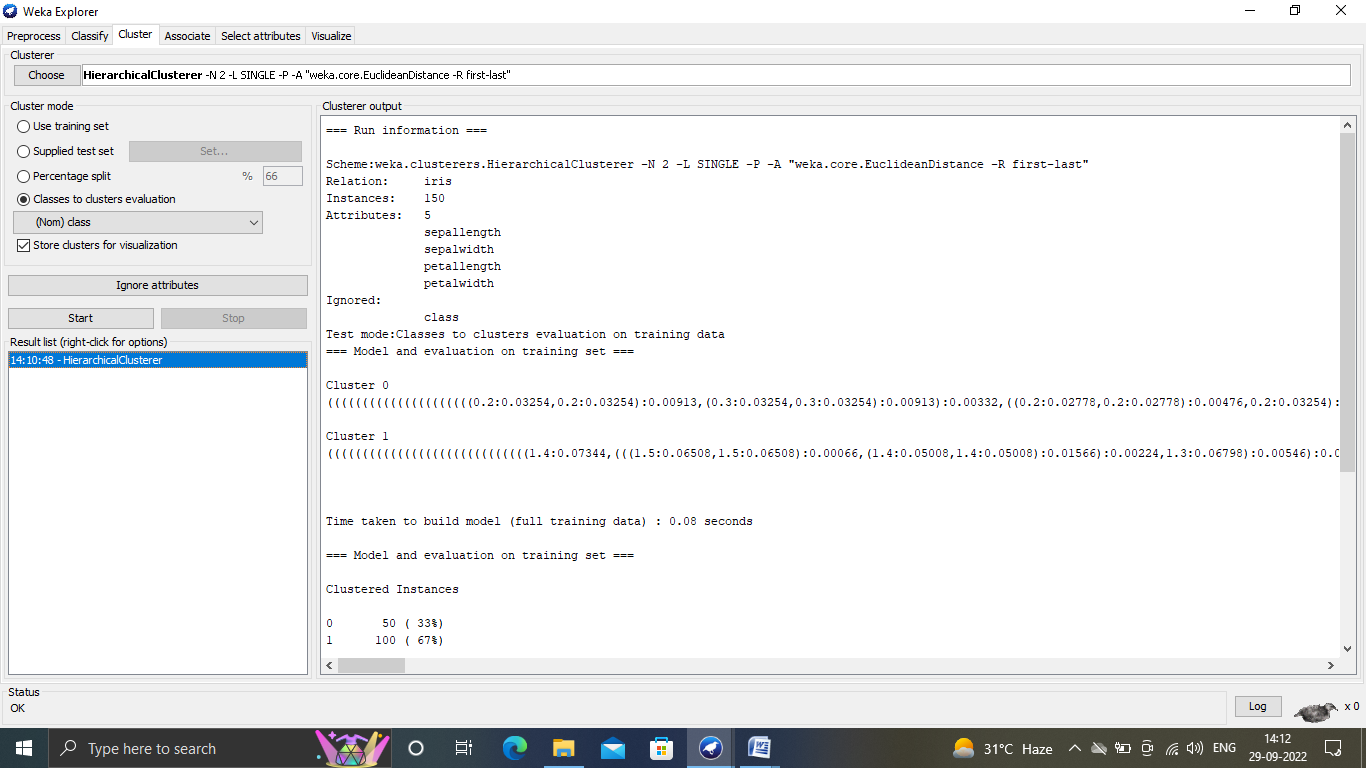 Weka Explorer
Preprocess Classify Cluster Associate Select attributes Visualize
Clusterer
Choose HierarchicalClusterer -N 2 -L SINGLE -P -A "weka.core.EuclideanDistance -R first-last"
Cluster mode
Use training set
Supplied test set Set...
Percentage split % 66
Classes to clusters evaluation
(Nom) class
Store clusters for visualization
Ignore attributes
Start Stop
Result list (right-click for options)
14:10:48 - HierarchicalClusterer
Clusterer output
=== Run information ===
Scheme:weka.clusterers.HierarchicalClusterer -N 2 -L SINGLE -P -A "weka.core.EuclideanDistance -R first-last"
Relation: iris
Instances: 150
Attributes: 5
sepallength
sepalwidth
petallength
petalwidth
Ignored:
class
Test mode:Classes to clusters evaluation on training data
=== Model and evaluation on training set ===
Cluster 0
(((((((((((((((((((((0.2:0.03254,0.2:0.03254):0.00913,(0.3:0.03254,0.3:0.03254):0.00913):0.00332,((0.2:0.02778,0.2:0.02778):0.00476,0.2:0.03254):
Cluster 1
(((((((((((((((((((((((((((((1.4:0.07344,(((1.5:0.06508,1.5:0.06508):0.00066,(1.4:0.05008,1.4:0.05008):0.01566):0.00224,1.3:0.06798):0.00546):0.0
Time taken to build model (full training data) : 0.08 seconds
=== Model and evaluation on training set ===
Clustered Instances
0 50 ( 33%)
1 100 ( 67%)
Status
OK
Log x 0
Type here to search
31°C Haze ENG 14:12
29-09-2022